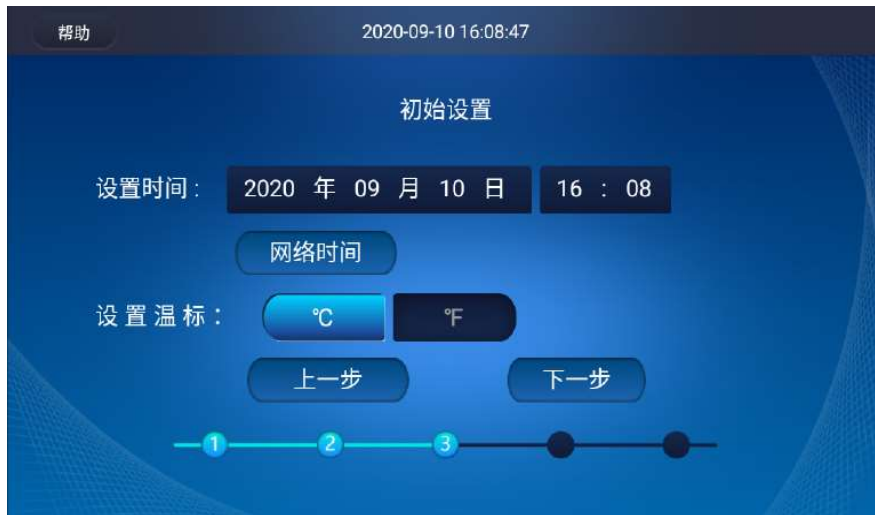 帮助 2020-09-10 16:08:47
初始设置
设置时间： 2020 年 09 月 10 日 16 : 08
网络时间
设置温标： ℃ ℉
上一步 下一步
1 2 3